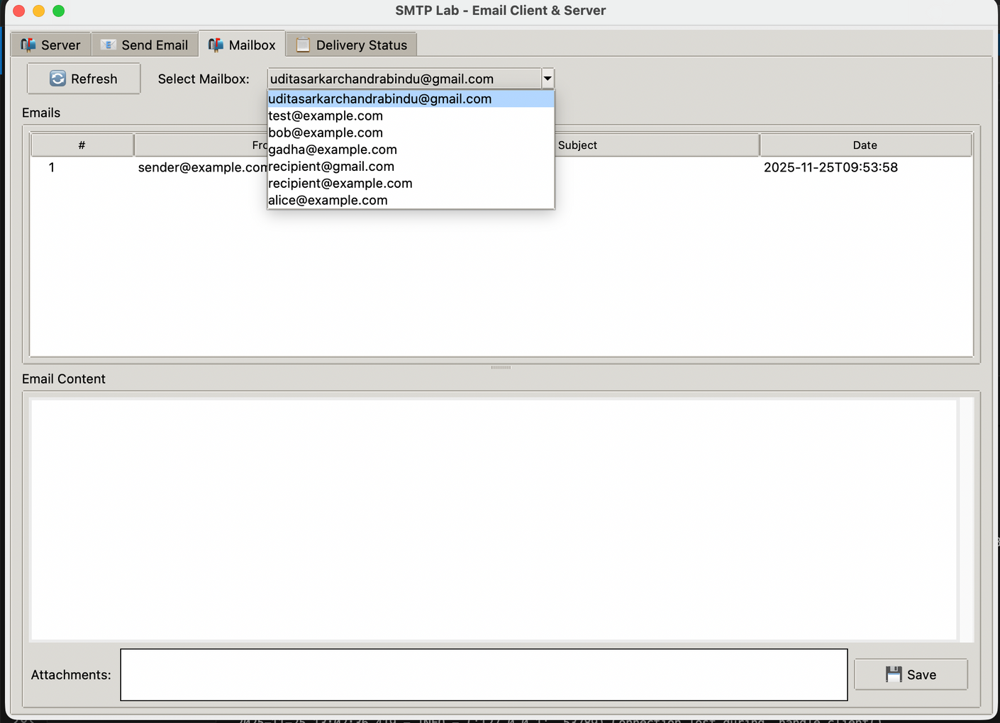 SMTP Lab - Email Client & Server
Server Send Email Mailbox Delivery Status
Refresh Select Mailbox: uditasarkarchandrabindu@gmail.com
uditasarkarchandrabindu@gmail.com
test@example.com
bob@example.com
gadha@example.com
recipient@gmail.com
recipient@example.com
alice@example.com
Emails
# Fro Subject Date
1 sender@example.com 2025-11-25T09:53:58
Email Content
Attachments: Save